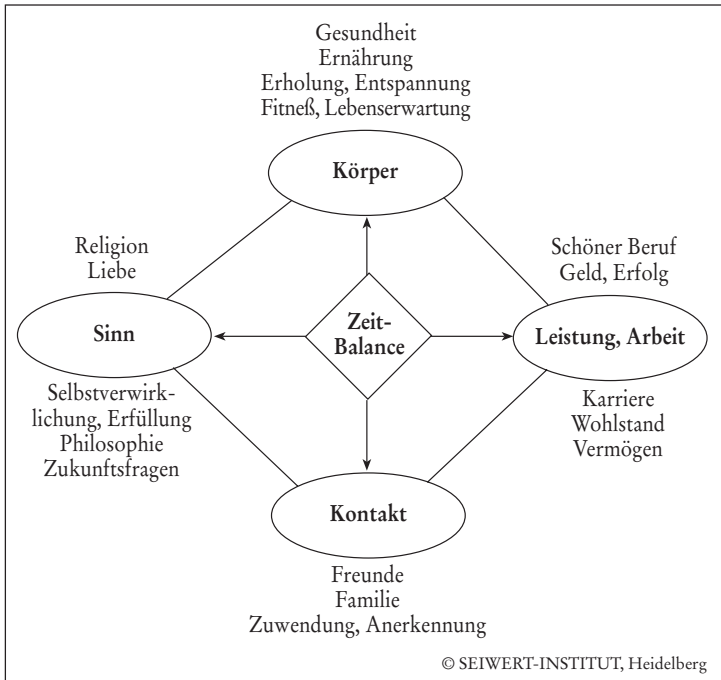 Gesundheit
Ernährung
Erholung, Entspannung
Fitneß, Lebenserwartung
Körper
Religion
Liebe
Schöner Beruf
Geld, Erfolg
Sinn
Zeit-
Balance
Leistung, Arbeit
Selbstverwirk-
lichung, Erfüllung
Philosophie
Zukunftsfragen
Karriere
Wohlstand
Vermögen
Kontakt
Freunde
Familie
Zuwendung, Anerkennung
© SEIWERT-INSTITUT, Heidelberg